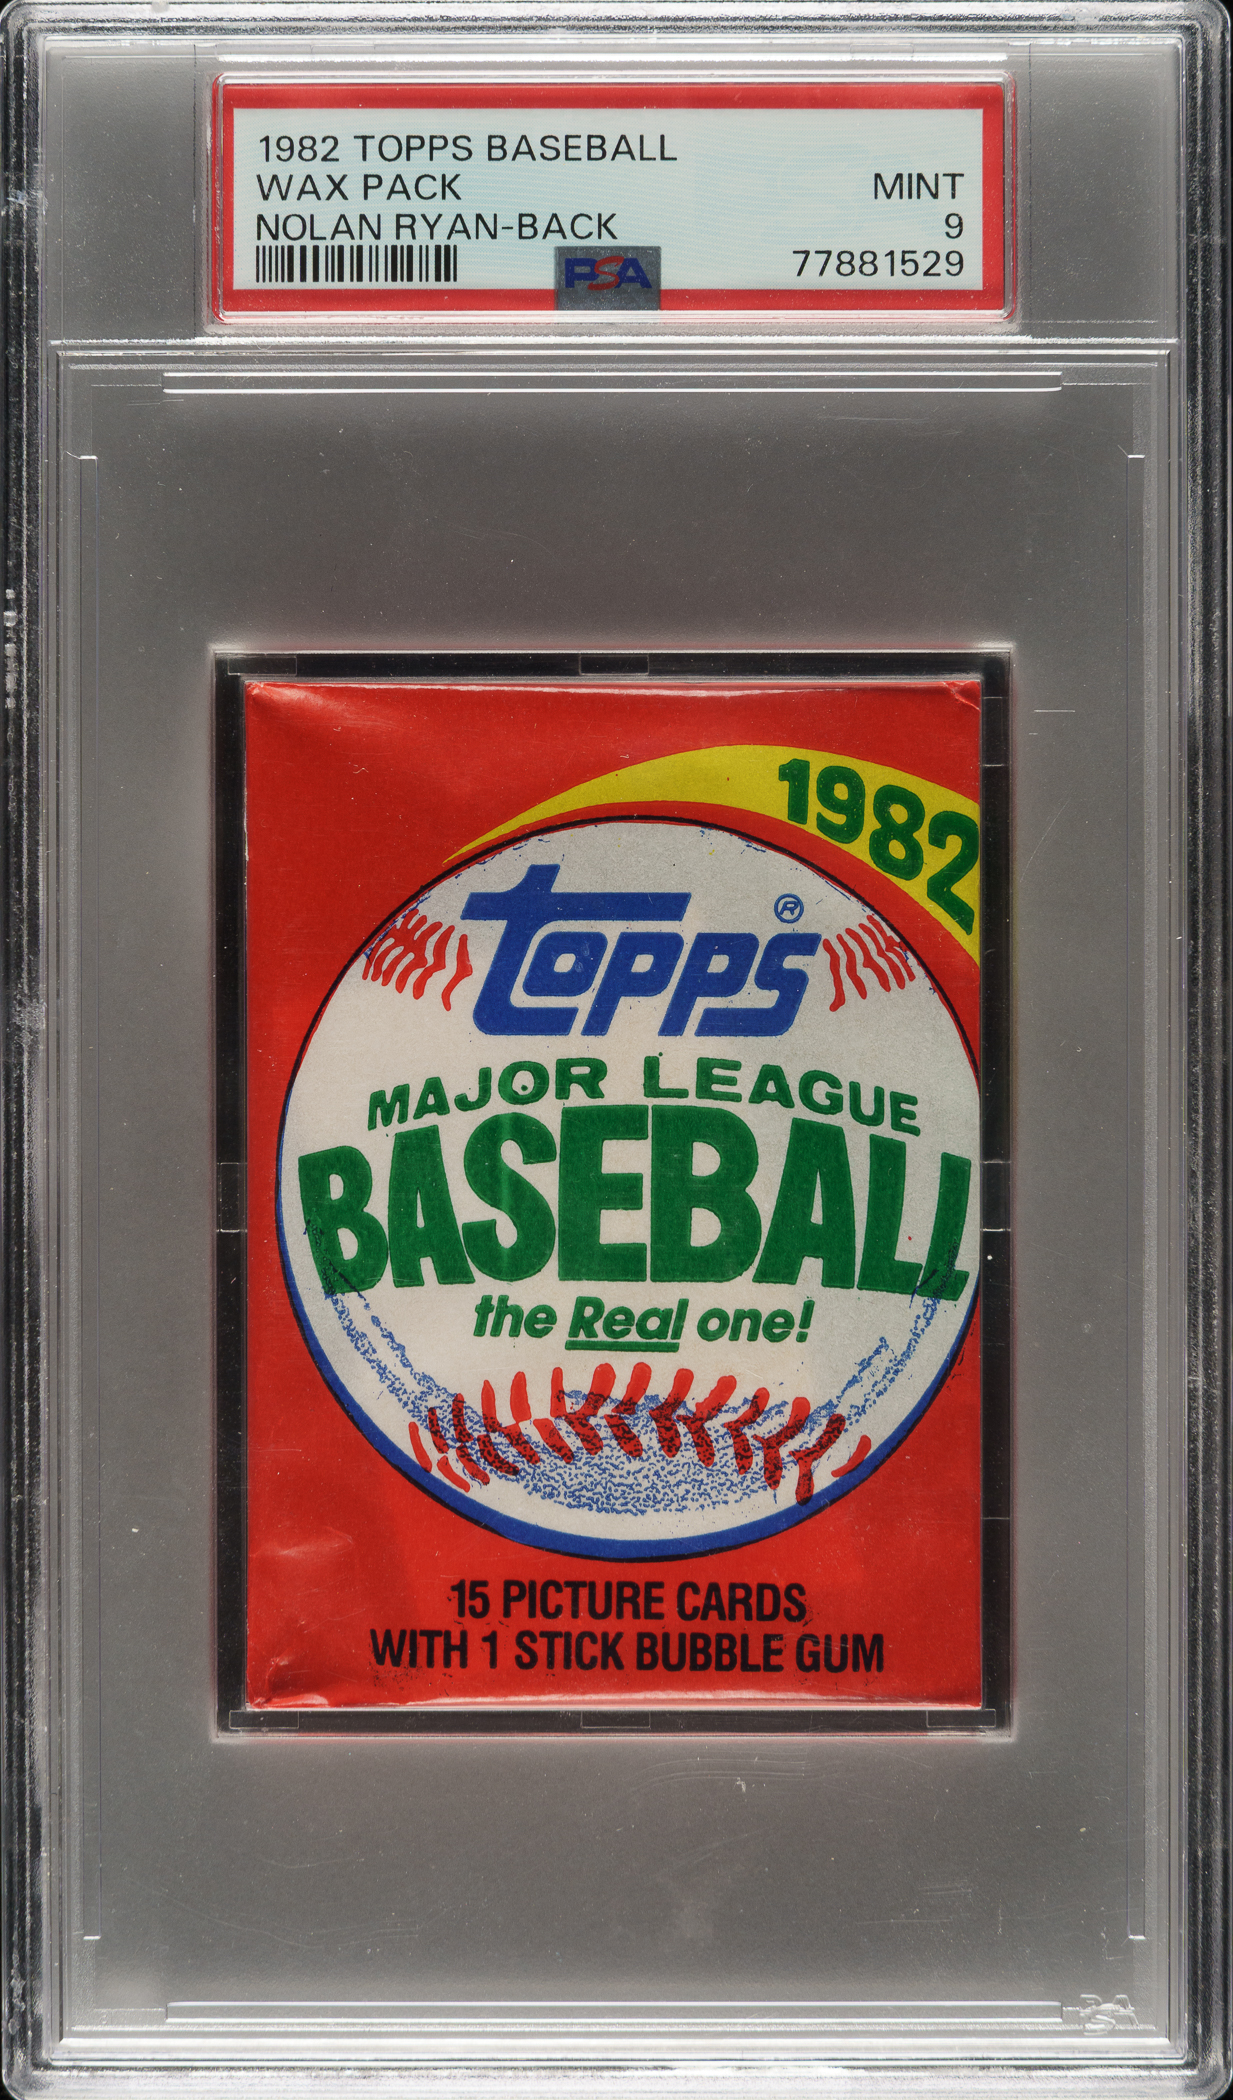 1982 TOPPS BASEBALL
WAX PACK MINT
NOLAN RYAN-BACK 9
PSA 77881529
1982
topps ®
MAJOR LEAGUE
BASEBALL
the Real one!
15 PICTURE CARDS
WITH 1 STICK BUBBLE GUM
PSA